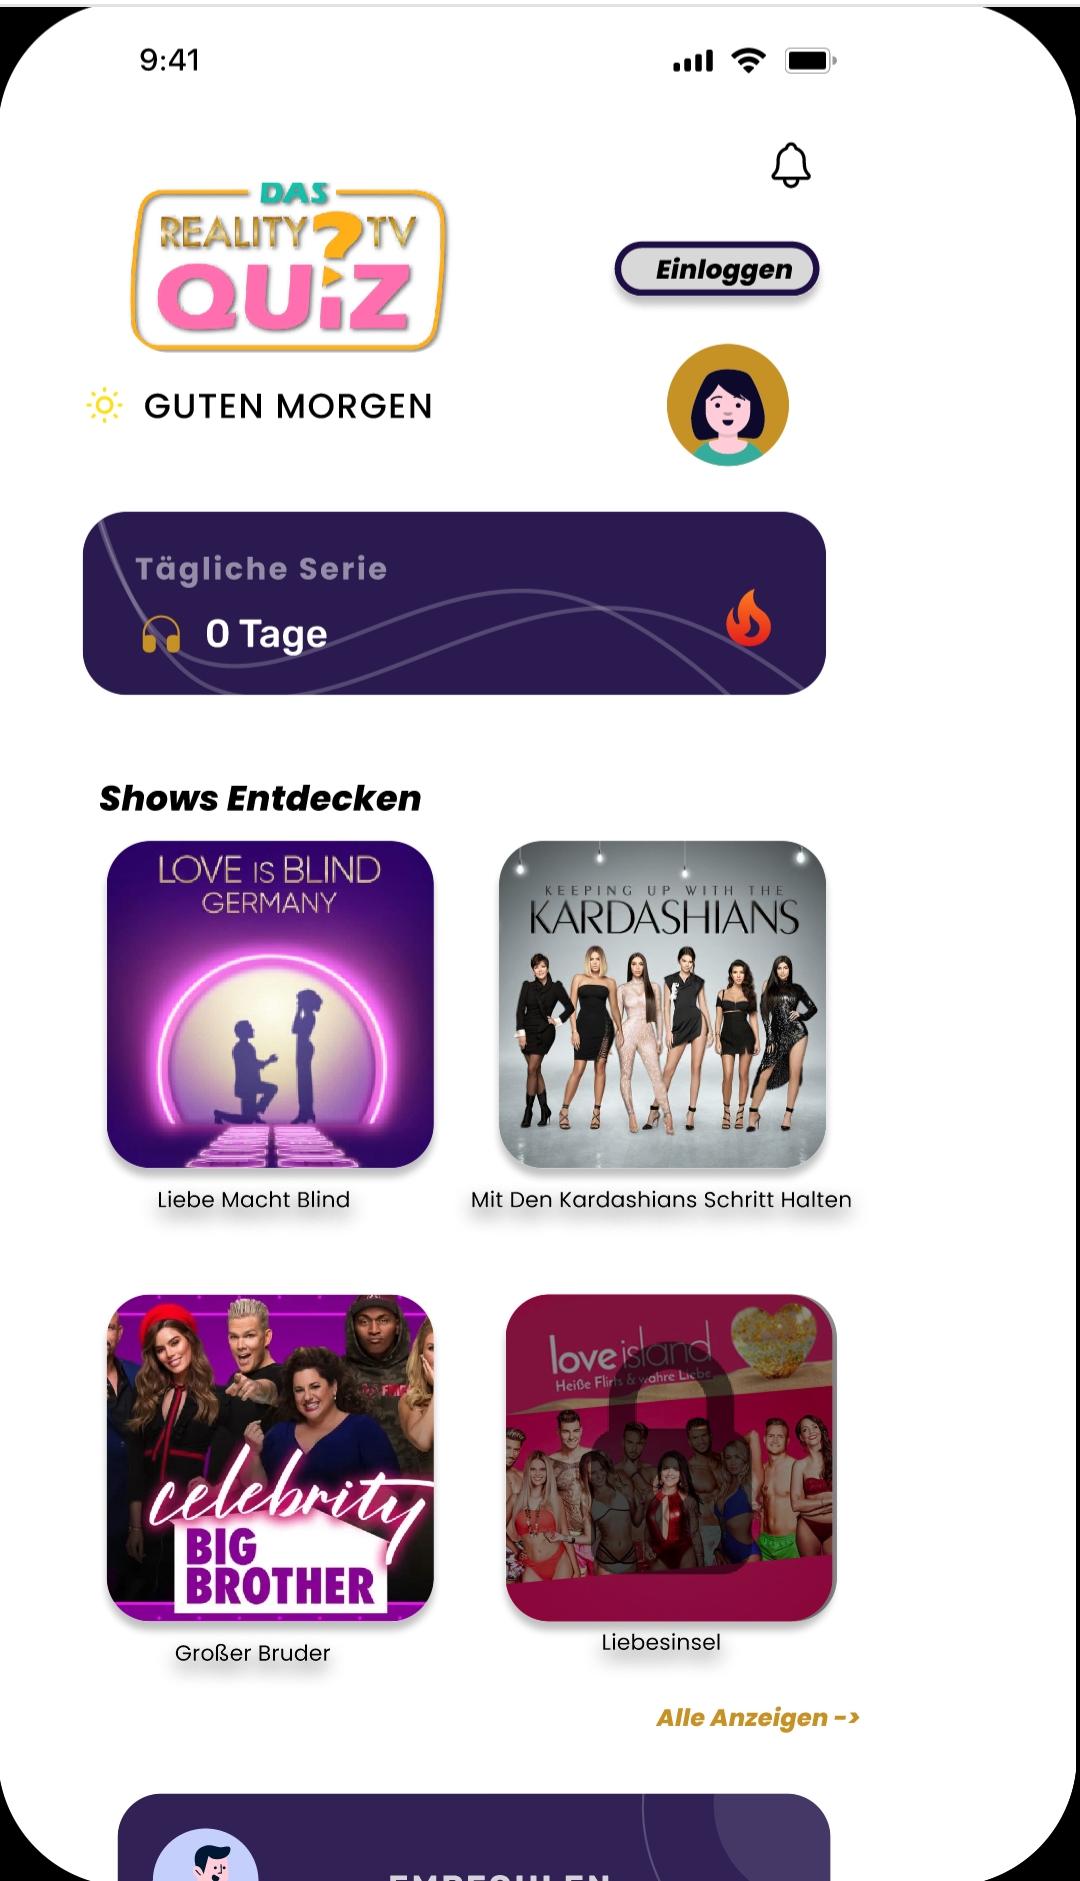 9:41
DAS
REALITY ? TV
QUiZ
Einloggen
GUTEN MORGEN
Tägliche Serie
0 Tage
Shows Entdecken
LOVE IS BLIND
GERMANY
KEEPING UP WITH THE
KARDASHIANS
Liebe Macht Blind
Mit Den Kardashians Schritt Halten
celebrity
BIG
BROTHER
love island
Heiße Flirts & wahre Liebe
Großer Bruder
Liebesinsel
Alle Anzeigen ->
EMPFOHLEN